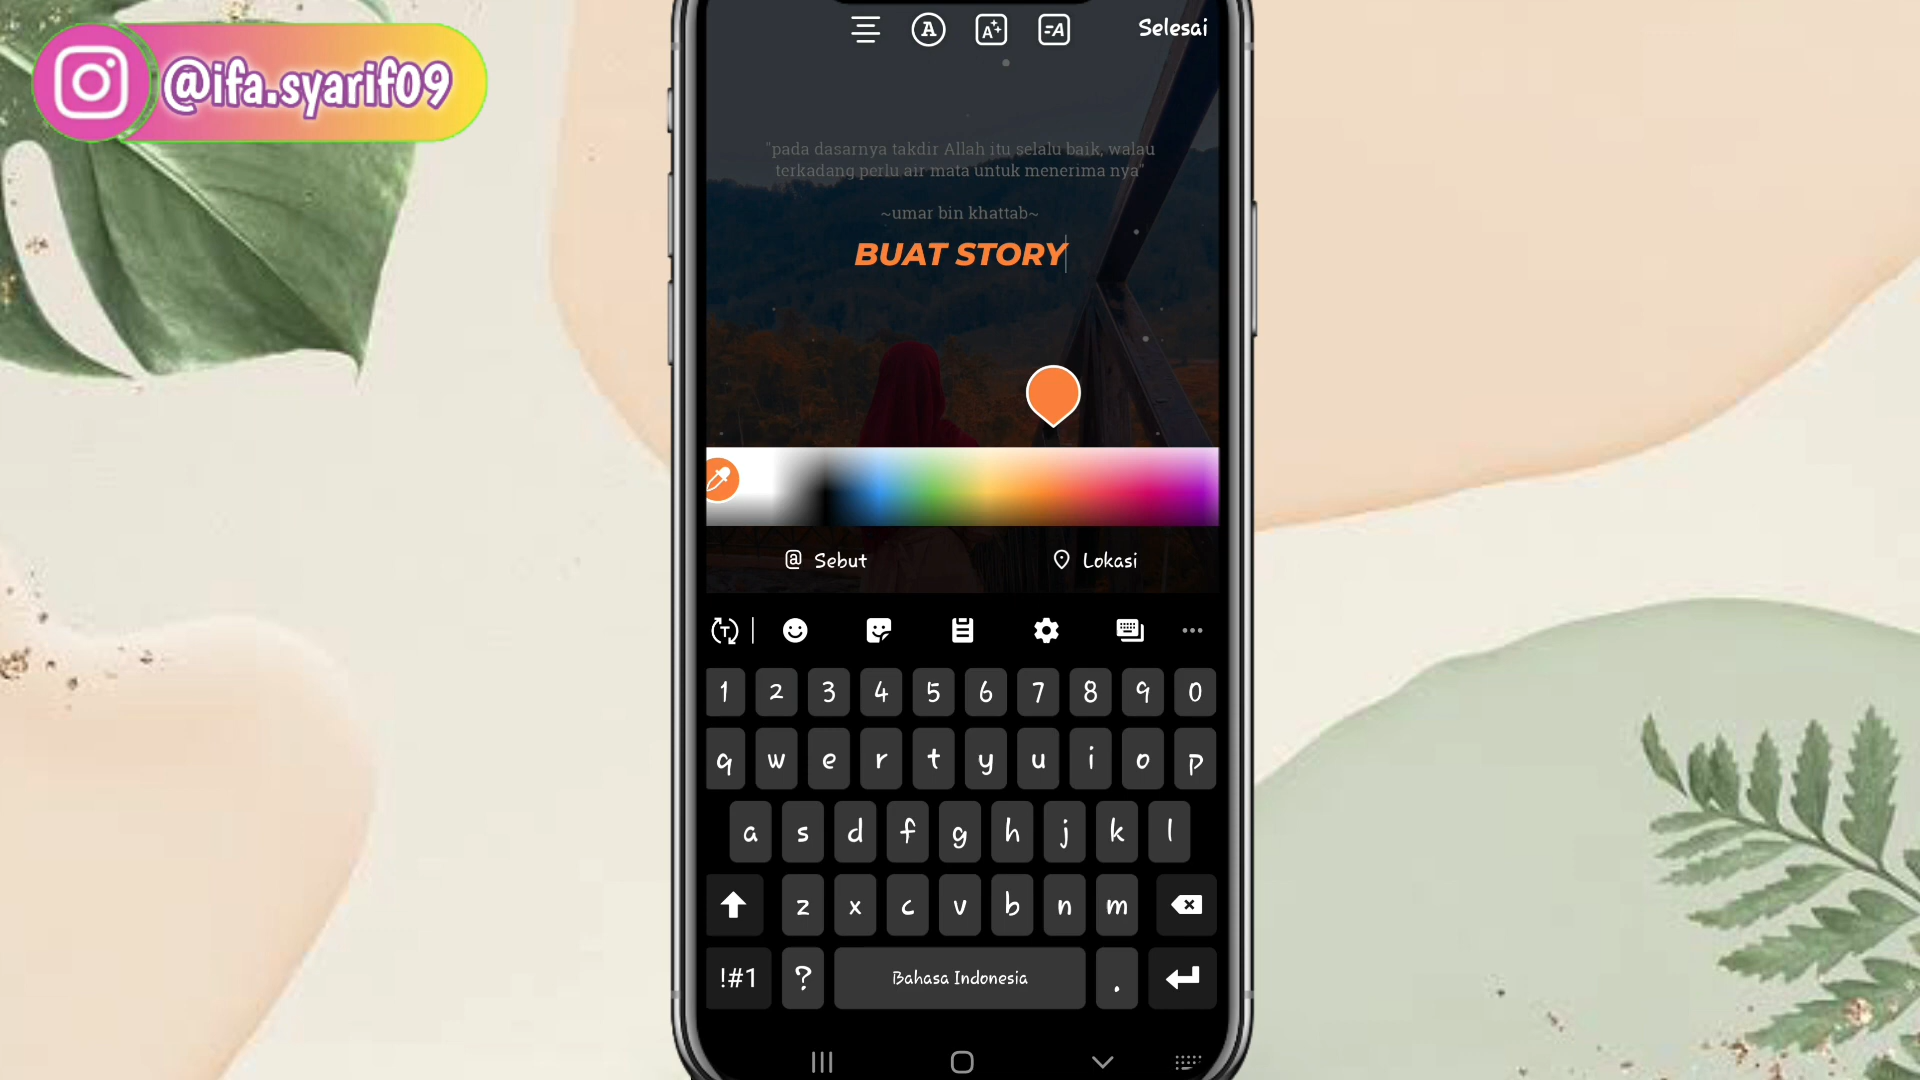 @ifa.syarif09
Selesai
"pada dasarnya takdir Allah itu selalu baik, walau
terkadang perlu air mata untuk menerima nya"
~umar bin khattab~
BUAT STORY
@ Sebut
Lokasi
1 2 3 4 5 6 7 8 9 0
q w e r t y u i o p
a s d f g h j k l
z x c v b n m
!#1 ? Bahasa Indonesia .